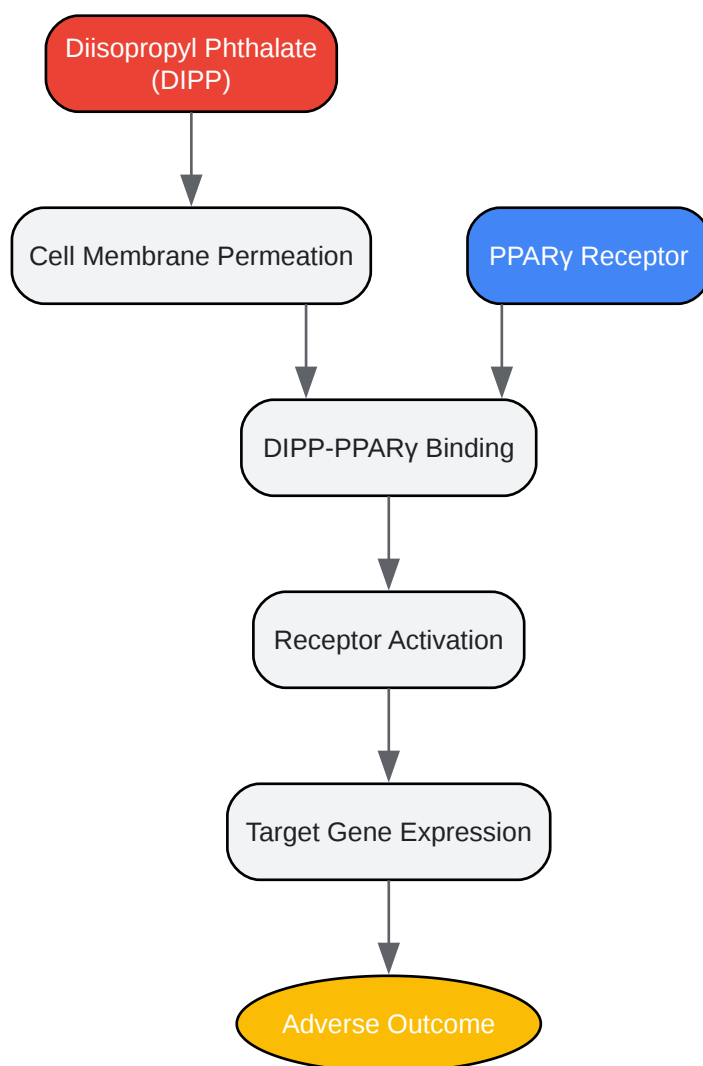 Diisopropyl Phthalate
(DIPP)
Cell Membrane Permeation
PPARγ Receptor
DIPP-PPARγ Binding
Receptor Activation
Target Gene Expression
Adverse Outcome